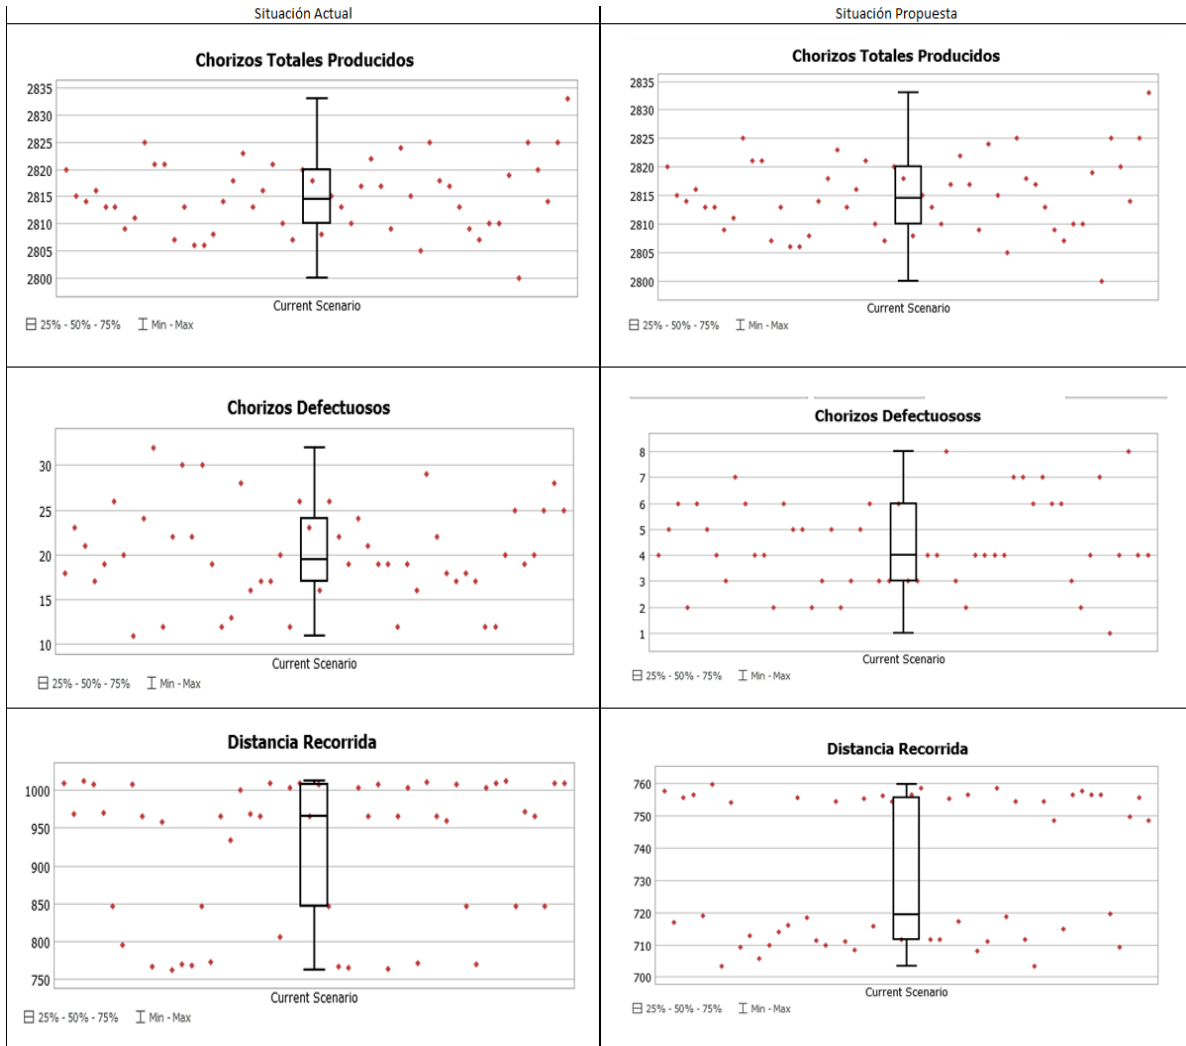 Situación Actual
Situación Propuesta
Chorizos Totales Producidos
2835
2830
2825
2820
2815
2810
2805
2800
Current Scenario
25% - 50% - 75%
Min - Max
Chorizos Totales Producidos
2835
2830
2825
2820
2815
2810
2805
2800
Current Scenario
25% - 50% - 75%
Min - Max
Chorizos Defectuosos
30
25
20
15
10
Current Scenario
25% - 50% - 75%
Min - Max
Chorizos Defectuososs
8
7
6
5
4
3
2
1
Current Scenario
25% - 50% - 75%
Min - Max
Distancia Recorrida
1000
950
900
850
800
750
Current Scenario
25% - 50% - 75%
Min - Max
Distancia Recorrida
760
750
740
730
720
710
700
Current Scenario
25% - 50% - 75%
Min - Max